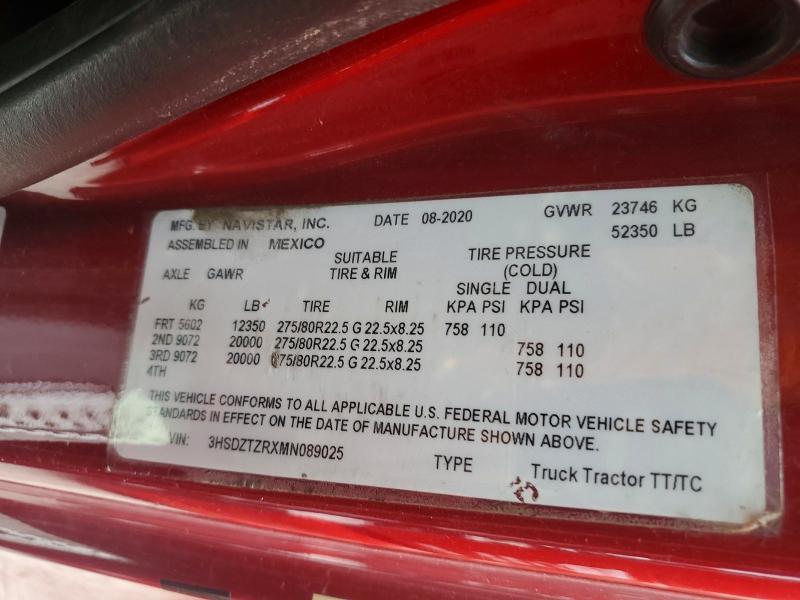 MFG. BY NAVISTAR, INC. DATE 08-2020 GVWR 23746 KG
ASSEMBLED IN MEXICO 52350 LB
SUITABLE TIRE PRESSURE
AXLE GAWR TIRE & RIM (COLD)
SINGLE DUAL
KG LB TIRE RIM KPA PSI KPA PSI
FRT 5602 12350 275/80R22.5 G 22.5x8.25 758 110
2ND 9072 20000 275/80R22.5 G 22.5x8.25 758 110
3RD 9072 20000 275/80R22.5 G 22.5x8.25 758 110
4TH
THIS VEHICLE CONFORMS TO ALL APPLICABLE U.S. FEDERAL MOTOR VEHICLE SAFETY
STANDARDS IN EFFECT ON THE DATE OF MANUFACTURE SHOWN ABOVE.
VIN: 3HSDZTZRXMN089025 TYPE Truck Tractor TT/TC